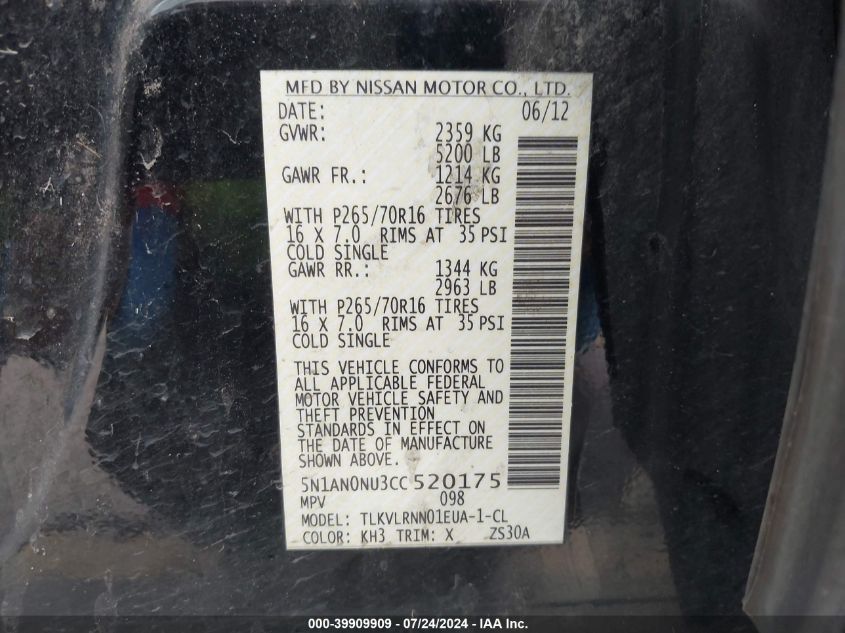 MFD BY NISSAN MOTOR CO., LTD.
DATE: 06/12
GVWR: 2359 KG
5200 LB
GAWR FR.: 1214 KG
2676 LB
WITH P265/70R16 TIRES
16 X 7.0 RIMS AT 35 PSI
COLD SINGLE
GAWR RR.: 1344 KG
2963 LB
WITH P265/70R16 TIRES
16 X 7.0 RIMS AT 35 PSI
COLD SINGLE
THIS VEHICLE CONFORMS TO
ALL APPLICABLE FEDERAL
MOTOR VEHICLE SAFETY AND
THEFT PREVENTION
STANDARDS IN EFFECT ON
THE DATE OF MANUFACTURE
SHOWN ABOVE.
5N1AN0NU3CC520175
MPV 098
MODEL: TLKVLRNN01EUA-1-CL
COLOR: KH3 TRIM: X ZS30A
000-39909909 - 07/24/2024 - IAA Inc.